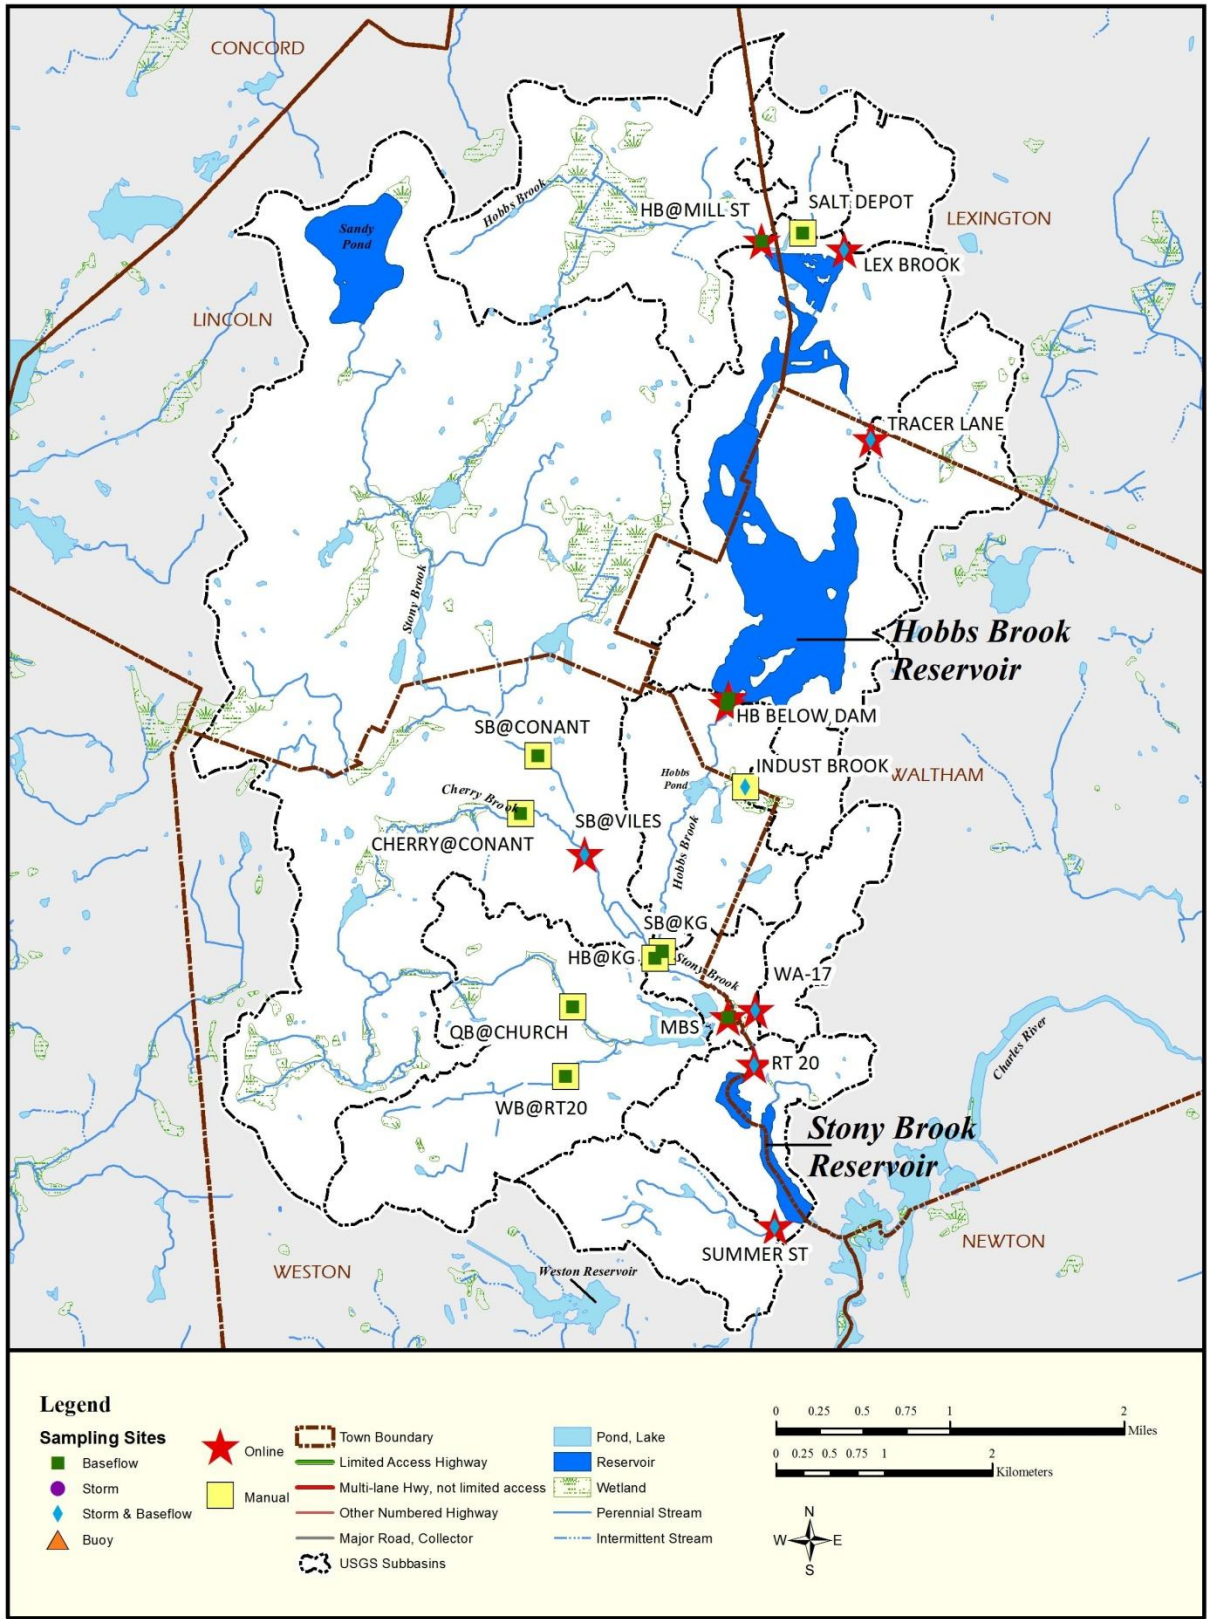 CONCORD
Hobbs Brook
SALT DEPOT
HB@MILL ST
LEXINGTON
Sandy
Pond
LEX BROOK
LINCOLN
TRACER LANE
Stony Brook
Hobbs Brook
Reservoir
HB BELOW DAM
SB@CONANT
INDUST BROOK
WALTHAM
Hobbs
Pond
Cherry Brook
SB@VILES
CHERRY@CONANT
Hobbs Brook
SB@KG
HB@KG
Stony Brook
WA-17
QB@CHURCH
MBS
RT 20
Charles River
WB@RT20
Stony Brook
Reservoir
SUMMER ST
NEWTON
WESTON
Weston Reservoir
Legend
Sampling Sites
Baseflow
Storm
Storm & Baseflow
Buoy
Online
Manual
Town Boundary
Limited Access Highway
Multi-lane Hwy, not limited access
Other Numbered Highway
Major Road, Collector
USGS Subbasins
Pond, Lake
Reservoir
Wetland
Perennial Stream
Intermittent Stream
0 0.25 0.5 0.75 1 2
Miles
0 0.25 0.5 0.75 1 2
Kilometers
N
W E
S